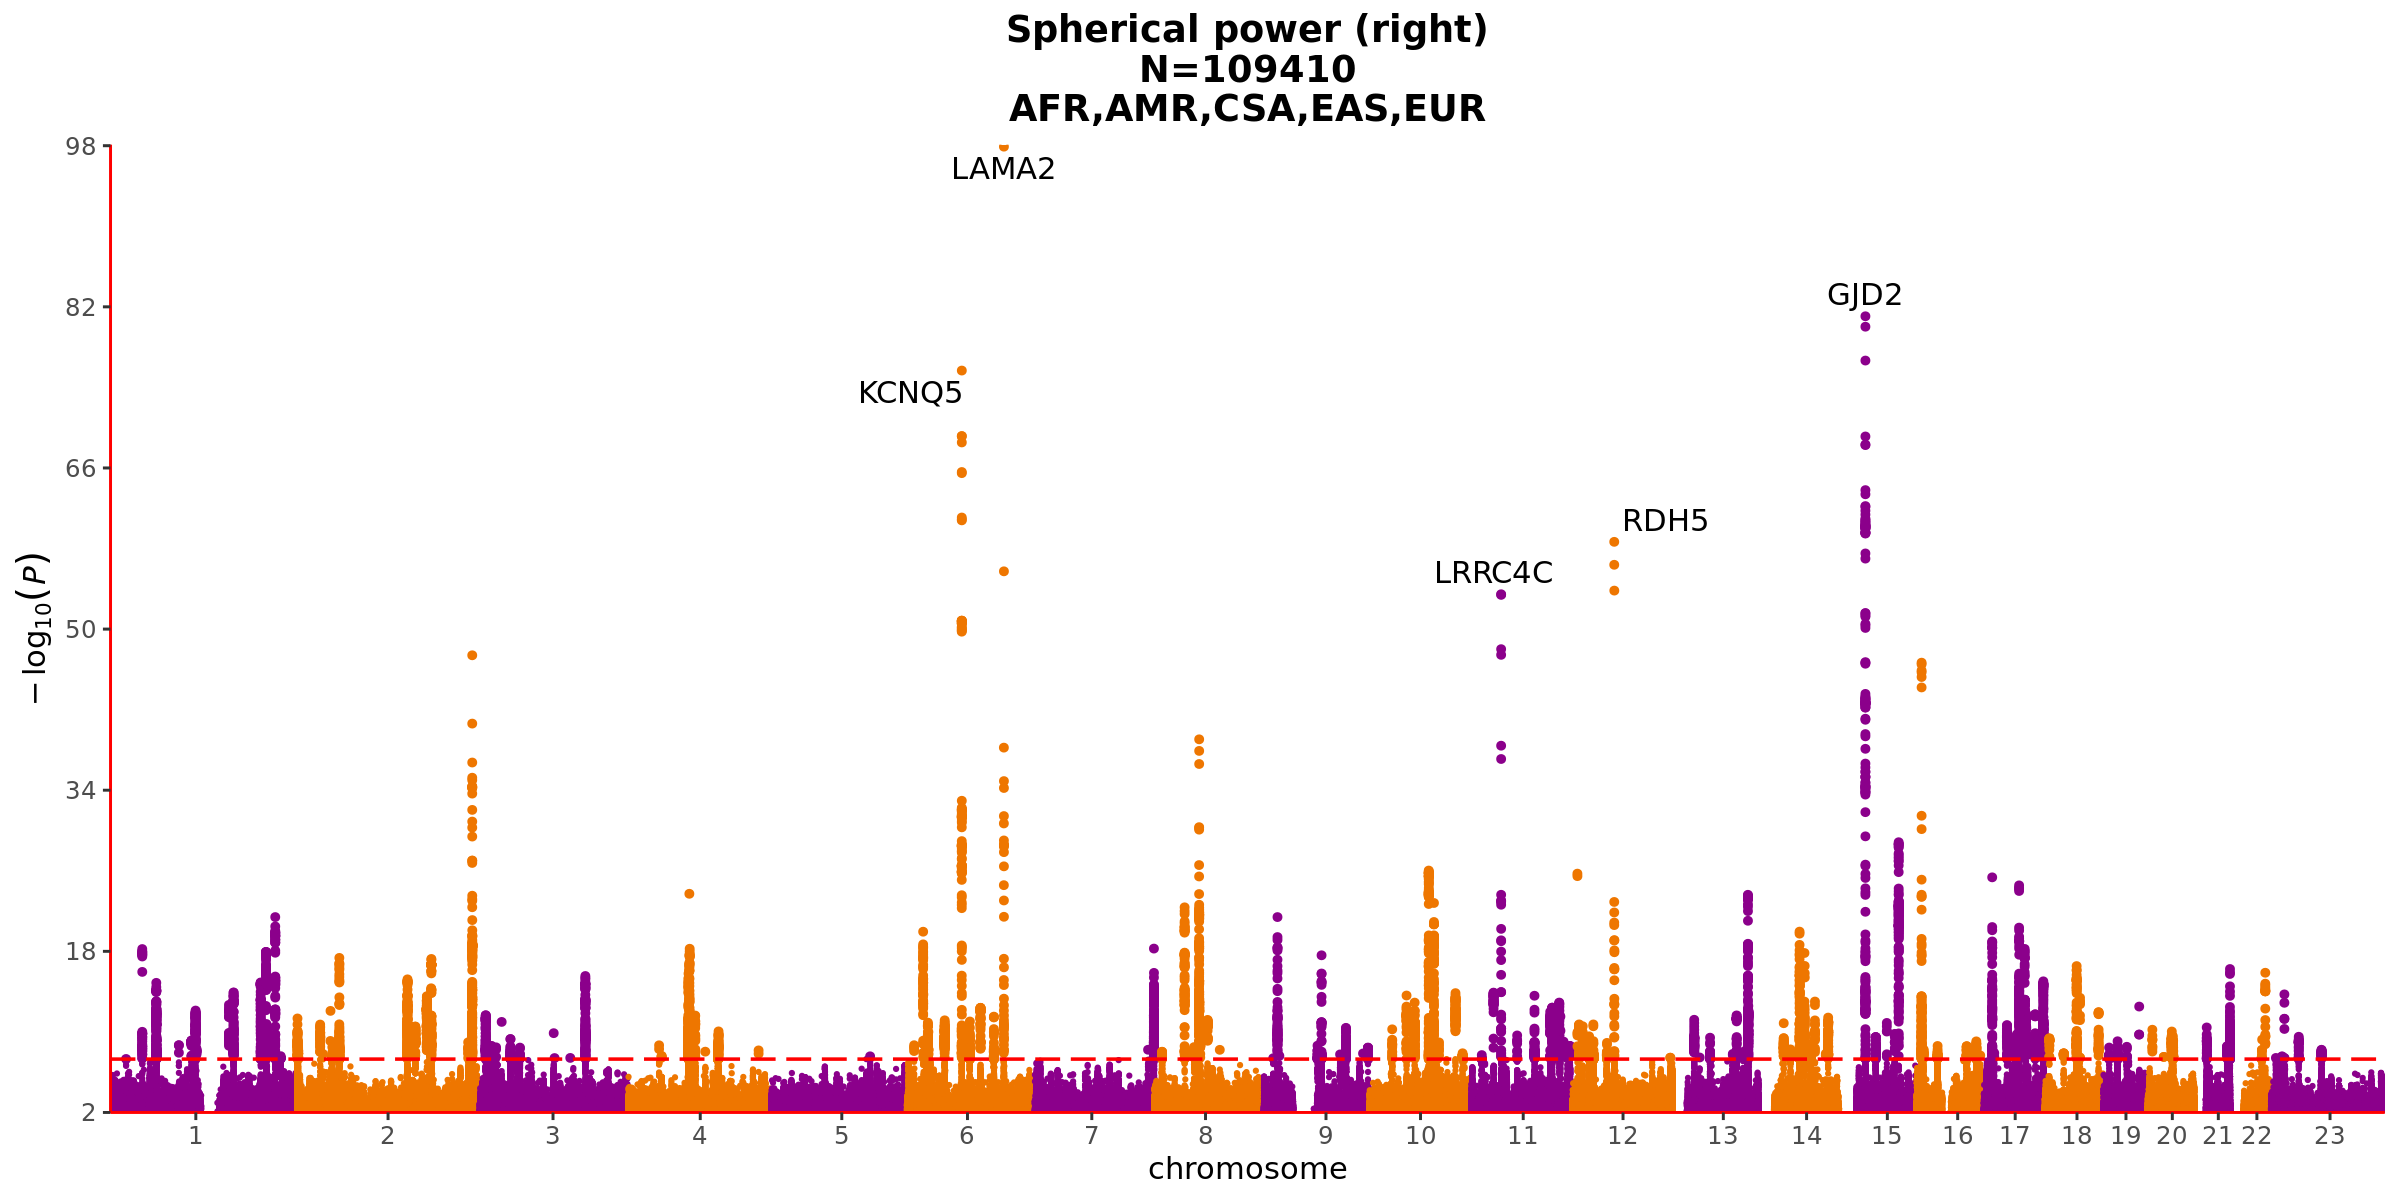 Spherical power (right)
N=109410
AFR,AMR,CSA,EAS,EUR
98
LAMA2
82
GJD2
KCNQ5
66
RDH5
LRRC4C
50
34
18
2
−log10(P)
1 2 3 4 5 6 7 8 9 10 11 12 13 14 15 16 17 18 19 20 21 22 23
chromosome